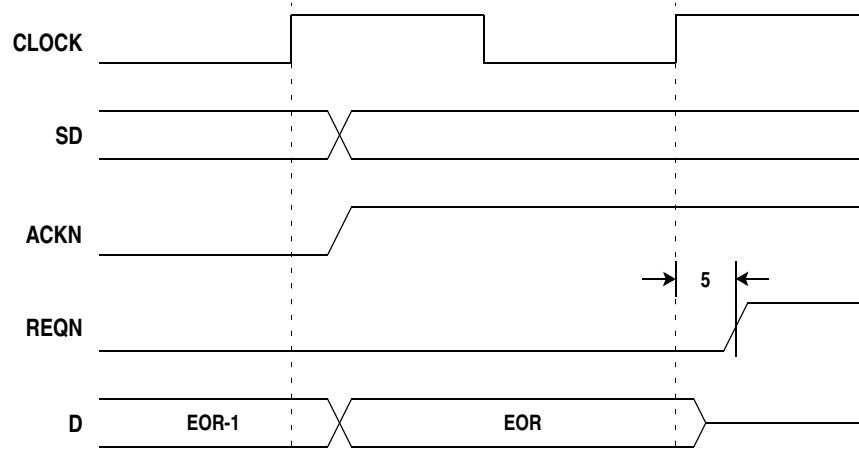 CLOCK
SD
ACKN
5
REQN
D EOR-1 EOR